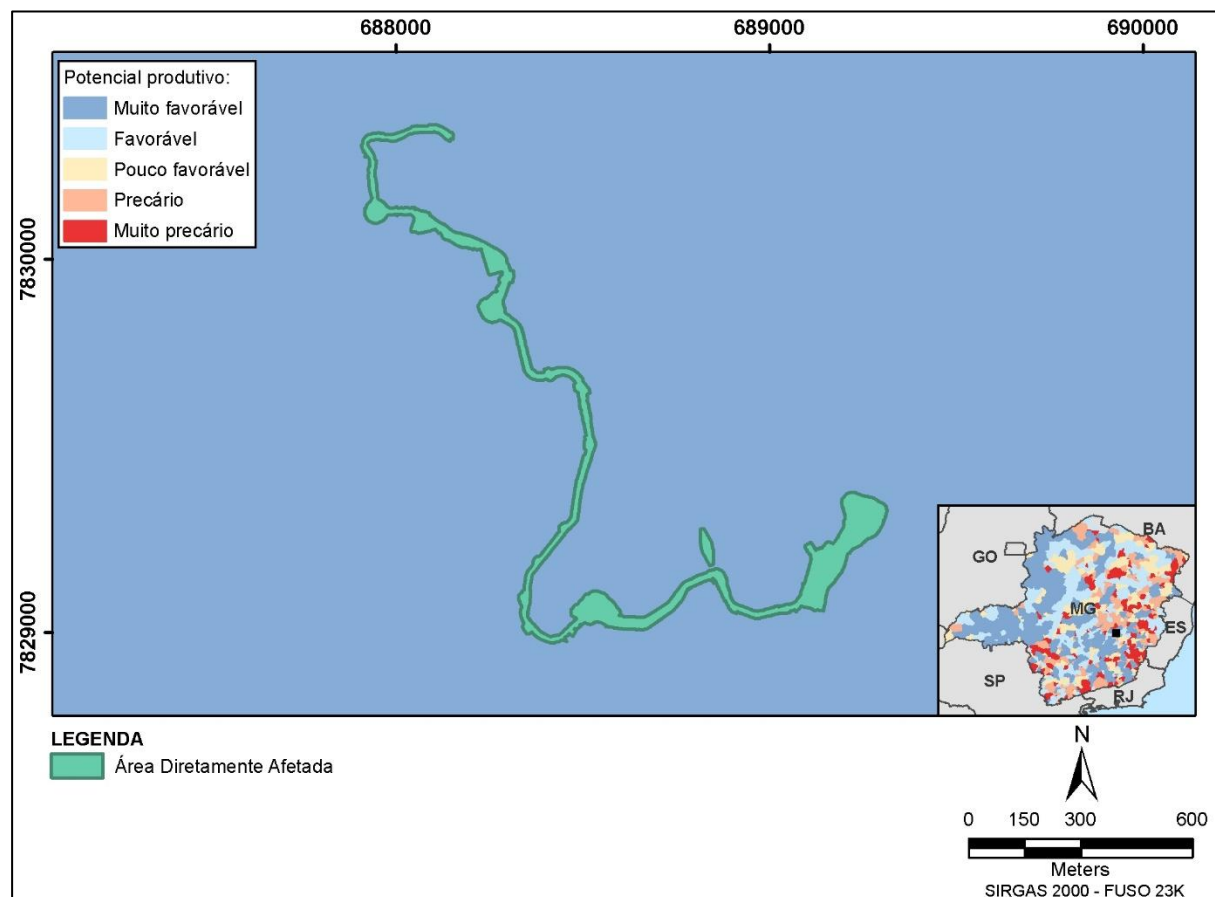 688000 689000 690000
Potencial produtivo:
Muito favorável
Favorável
Pouco favorável
Precário
Muito precário
7830000
7829000
BA
GO
MG
ES
SP
RJ
LEGENDA
Área Diretamente Afetada
N
0 150 300 600
Meters
SIRGAS 2000 - FUSO 23K